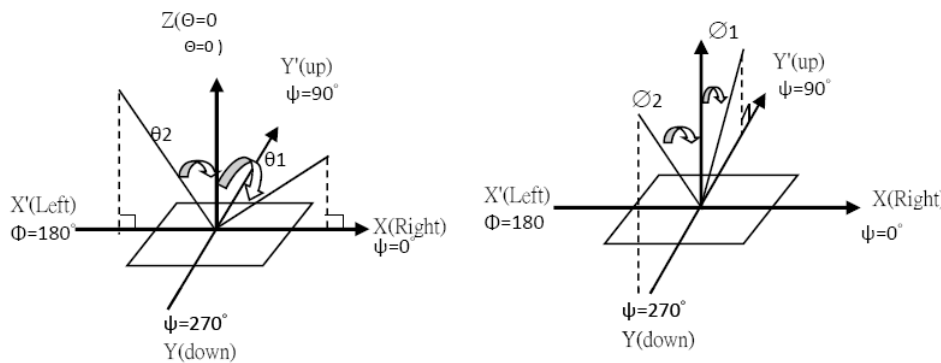 Z(Θ=0
Θ=0 )
Y'(up)
ψ=90°
θ2
θ1
X'(Left)
Φ=180°
X(Right)
ψ=0°
ψ=270°
Y(down)
∅1
Y'(up)
ψ=90°
∅2
X'(Left)
Φ=180
X(Right)
ψ=0°
ψ=270°
Y(down)